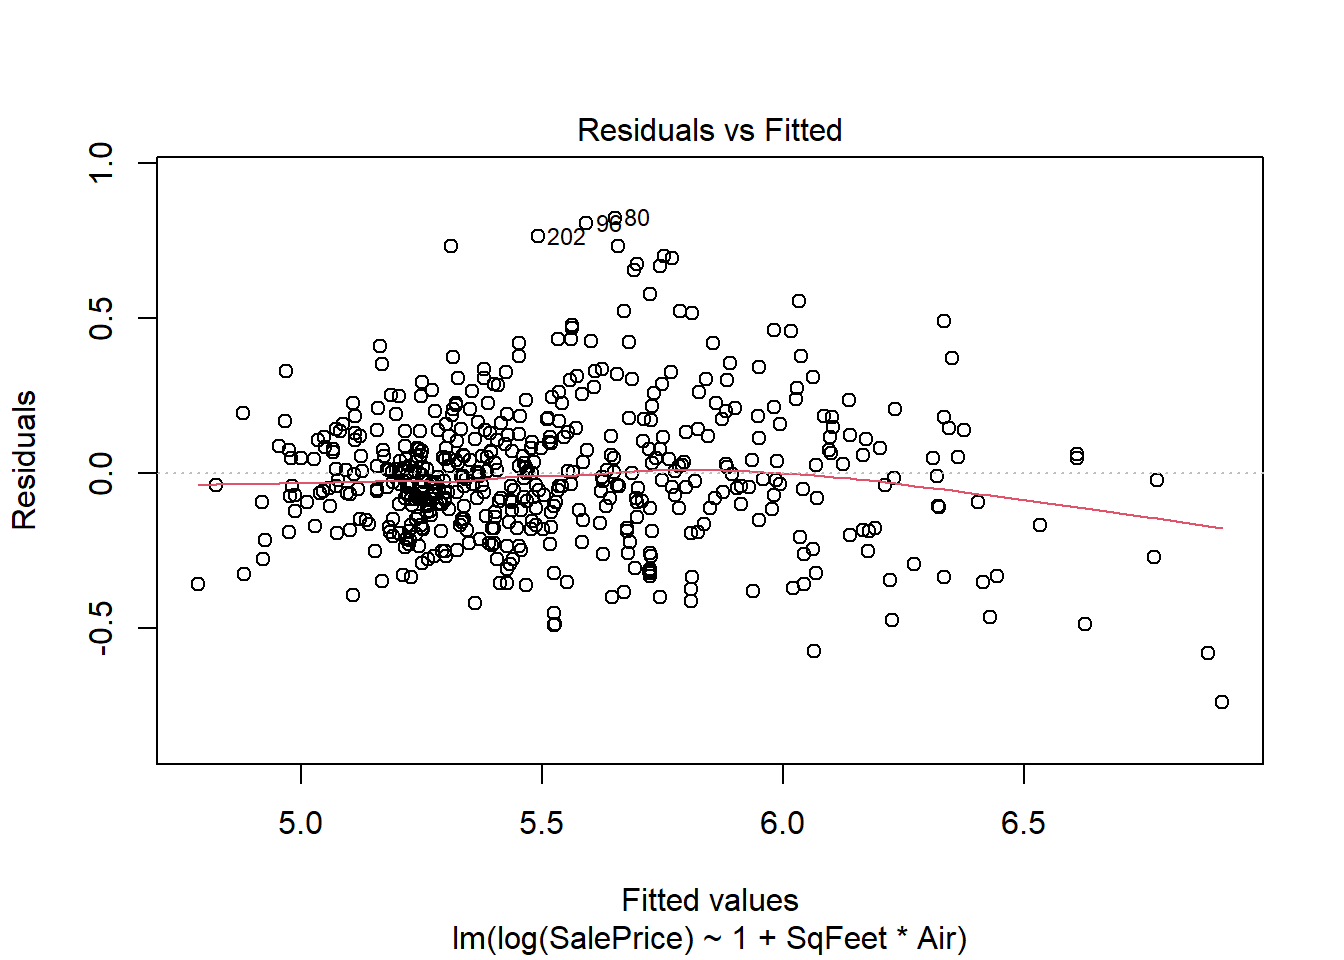 Residuals vs Fitted
1.0
0.5
0.0
-0.5
Residuals
80
96
202
5.0 5.5 6.0 6.5
Fitted values
lm(log(SalePrice) ~ 1 + SqFeet * Air)